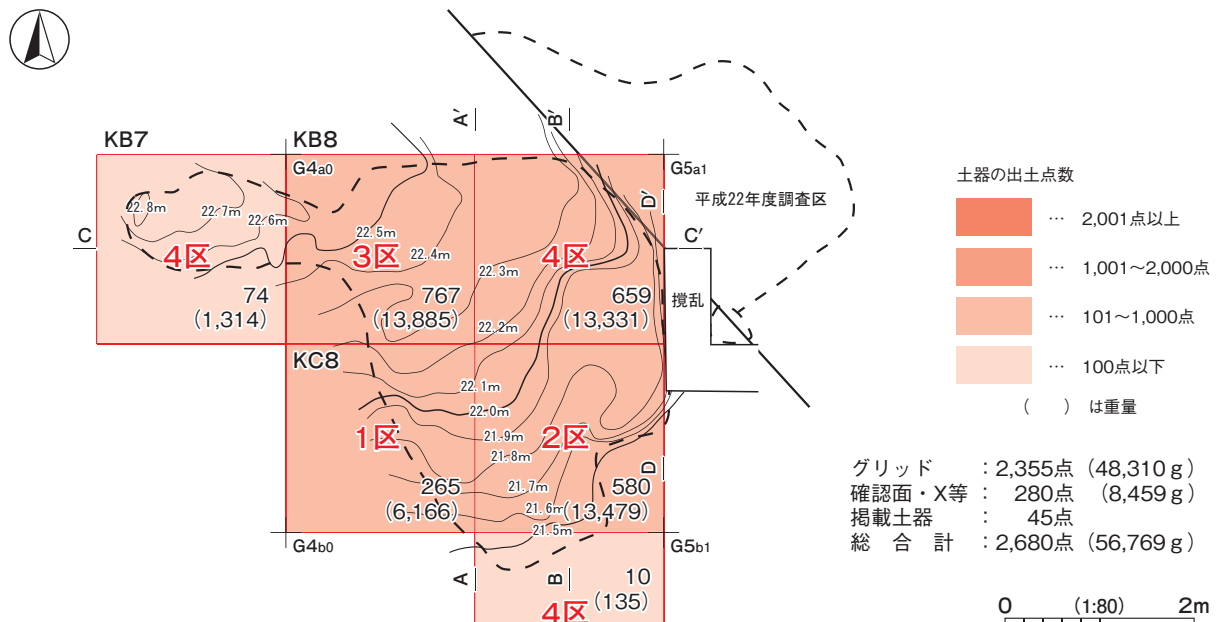 A′
B′
KB7
KB8
G4a0
G5a1
D′
平成22年度調査区
22.8m
22.7m
22.6m
22.5m
22.4m
22.3m
22.2m
C
C′
4区
3区
4区
撹乱
74
(1,314)
767
(13,885)
659
(13,331)
KC8
22.1m
22.0m
21.9m
21.8m
21.7m
21.6m
21.5m
1区
2区
D
265
(6,166)
580
(13,479)
G4b0
G5b1
A
B
10
(135)
4区
土器の出土点数
… 2,001点以上
… 1,001～2,000点
… 101～1,000点
… 100点以下
( ) は重量
グリッド :2,355点 (48,310g)
確認面・X等 : 280点 (8,459g)
掲載土器 : 45点
総合計 :2,680点 (56,769g)
0 (1:80) 2m